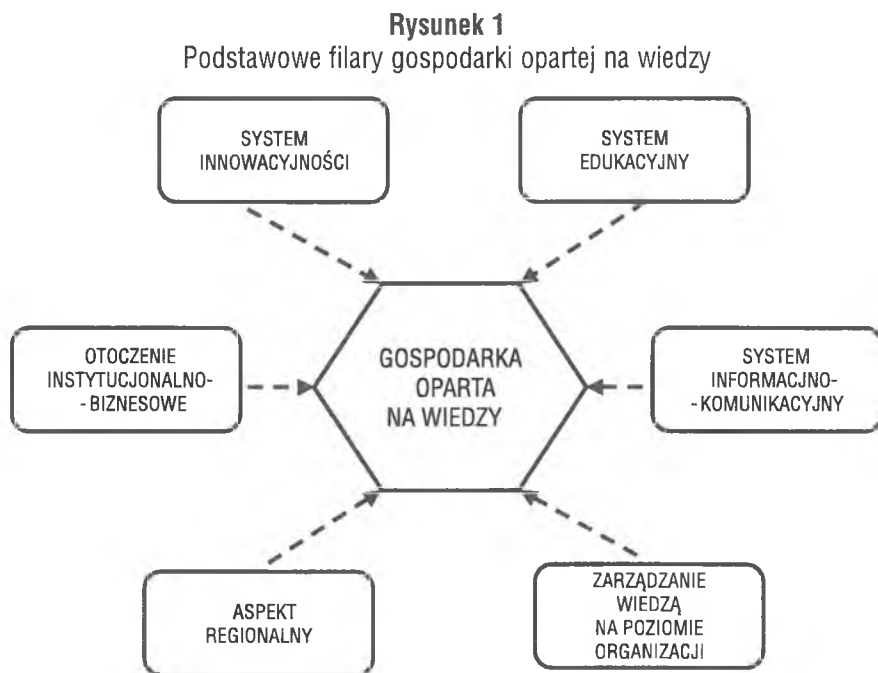 Rysunek 1
Podstawowe filary gospodarki opartej na wiedzy
SYSTEM
INNOWACYJNOŚCI
SYSTEM
EDUKACYJNY
OTOCZENIE
INSTYTUCJONALNO-
-BIZNESOWE
GOSPODARKA
OPARTA
NA WIEDZY
SYSTEM
INFORMACJNO-
-KOMUNIKACYJNY
ASPEKT
REGIONALNY
ZARZĄDZANIE
WIEDZĄ
NA POZIOMIE
ORGANIZACJI